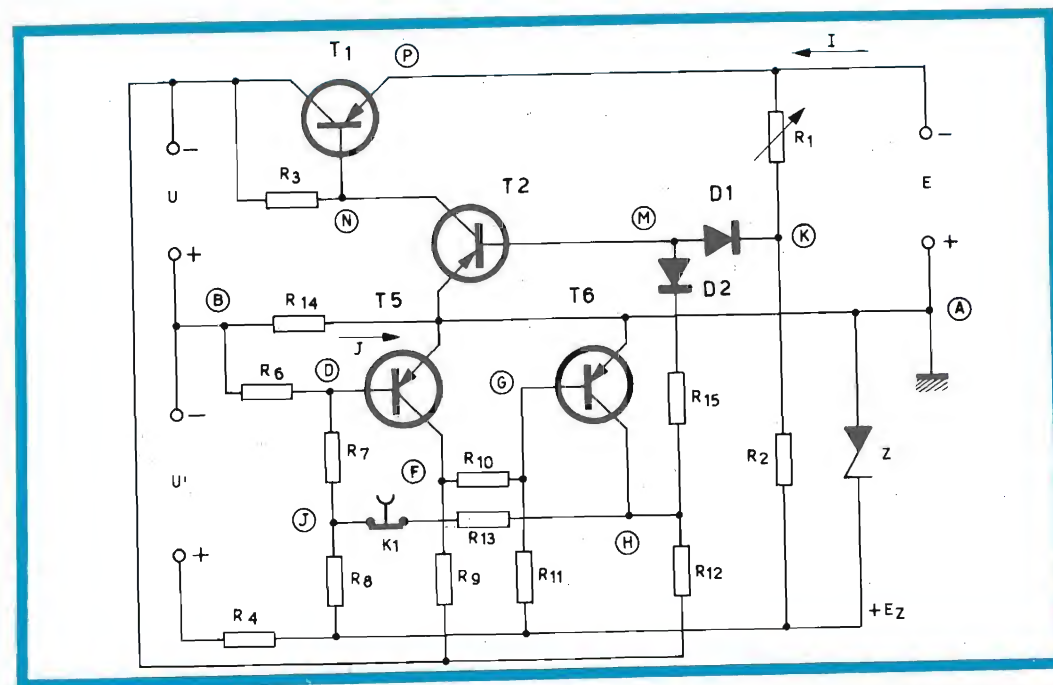 T1 P I
R1
R3 T2 E
U N M D1 K
D2
B R14 T5 T6 A
J
R6 D G
R15
R7 R10 R2 Z
U' F
J K1 R13 H
R8 R9 R11 R12
R4 +EZ
- + - + - +